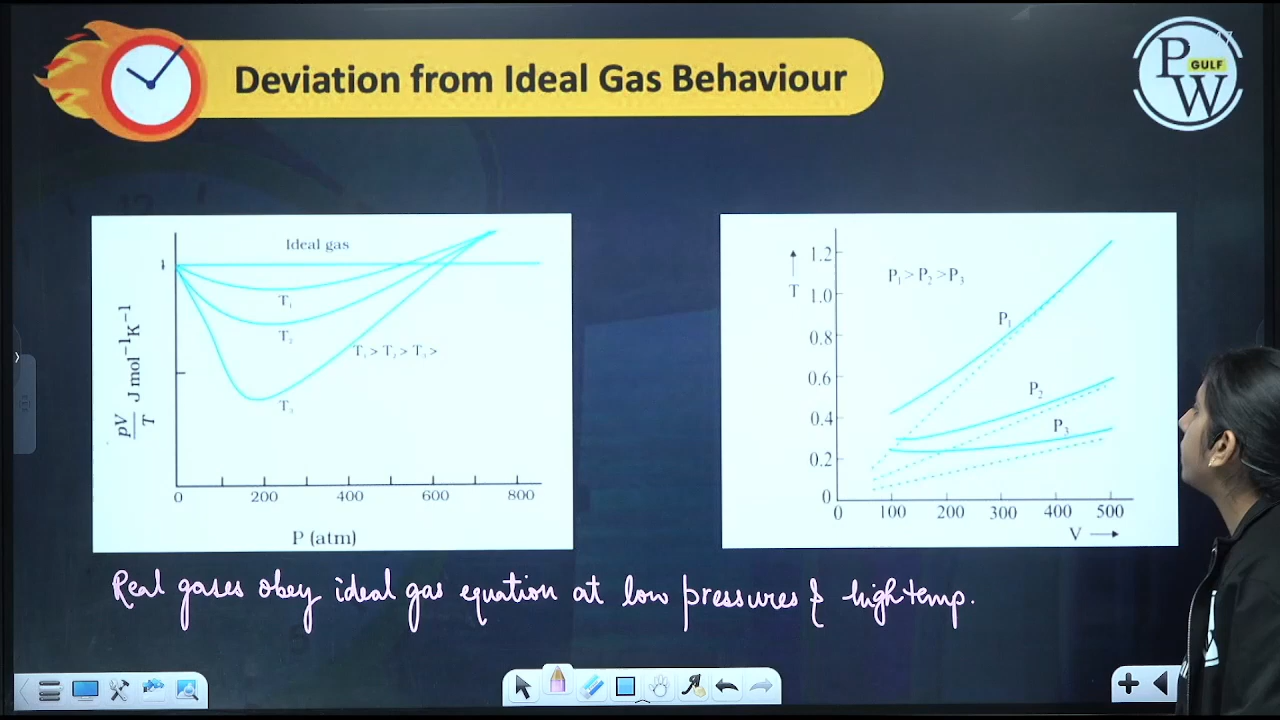 Deviation from Ideal Gas Behaviour
P
GULF
W
Ideal gas
1
T₁
T₂
T₁ > T₂ > T₃ >
T₃
pV/T J mol⁻¹K⁻¹
0 200 400 600 800
P (atm)
T
1.2
1.0
0.8
0.6
0.4
0.2
0
P₁ > P₂ > P₃
P₁
P₂
P₃
0 100 200 300 400 500
V
Real gases obey ideal gas equation at low pressures & high temp.